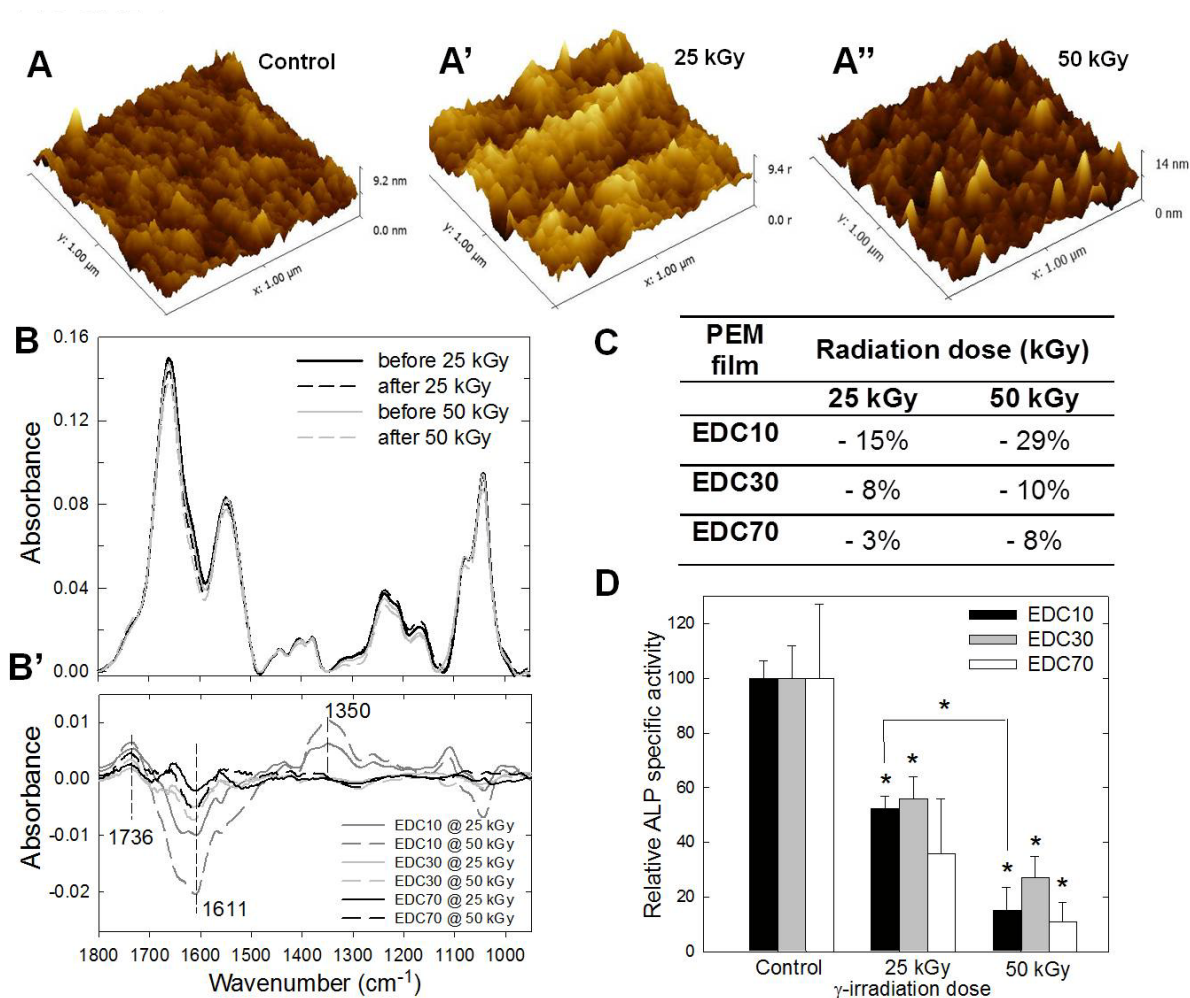 A
Control
9.2 nm
0.0 nm
y: 1.00 µm
x: 1.00 µm
A'
25 kGy
9.4 r
0.0 r
y: 1.00 µm
x: 1.00 µm
A"
50 kGy
14 nm
0 nm
y: 1.00 µm
x: 1.00 µm
B
0.16
0.12
0.08
0.04
0.00
Absorbance
before 25 kGy
after 25 kGy
before 50 kGy
after 50 kGy
B'
0.01
0.00
-0.01
-0.02
Absorbance
1350
1736
1611
EDC10 @ 25 kGy
EDC10 @ 50 kGy
EDC30 @ 25 kGy
EDC30 @ 50 kGy
EDC70 @ 25 kGy
EDC70 @ 50 kGy
1800 1700 1600 1500 1400 1300 1200 1100 1000
Wavenumber (cm-1)
C
PEM film Radiation dose (kGy)
25 kGy 50 kGy
EDC10 - 15% - 29%
EDC30 - 8% - 10%
EDC70 - 3% - 8%
D
120
100
80
60
40
20
0
Relative ALP specific activity
EDC10
EDC30
EDC70
*
* *
* * *
Control 25 kGy 50 kGy
γ-irradiation dose